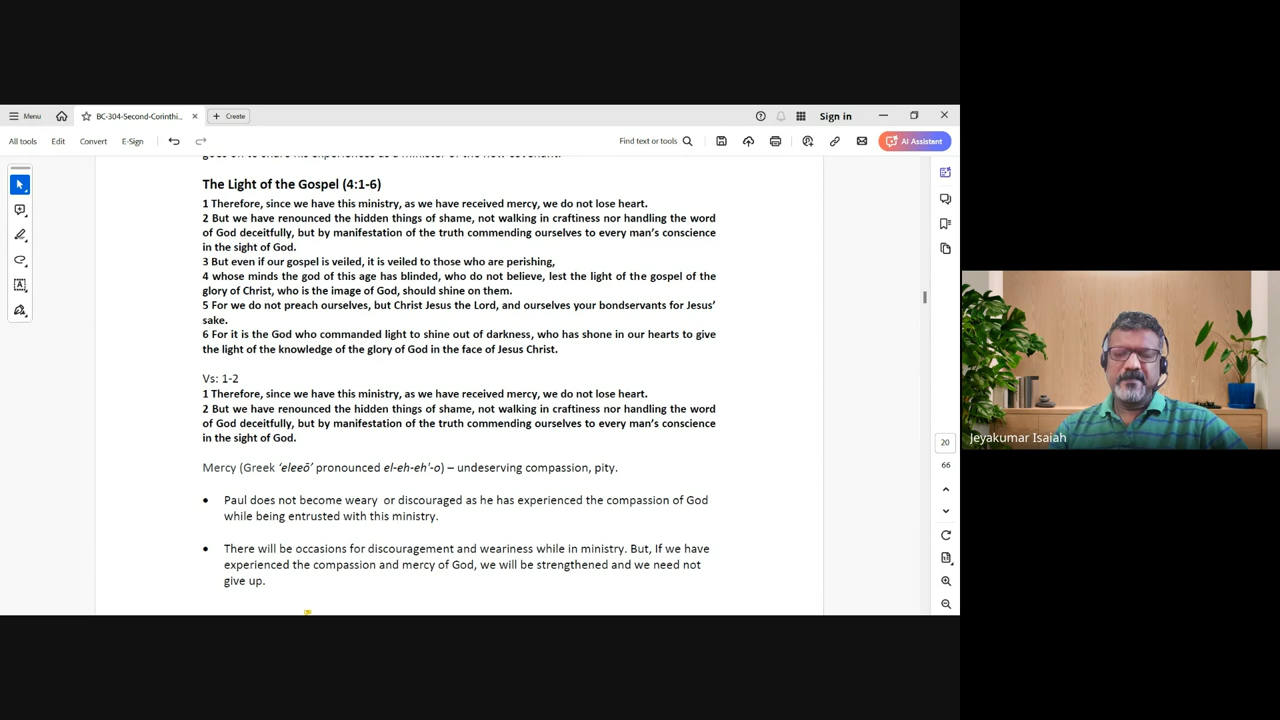 Menu
BC-304-Second-Corinthi...
Create
Sign in
All tools
Edit
Convert
E-Sign
Find text or tools
AI Assistant
goes on to share his experiences as a minister of the new covenant.
The Light of the Gospel (4:1-6)
1 Therefore, since we have this ministry, as we have received mercy, we do not lose heart.
2 But we have renounced the hidden things of shame, not walking in craftiness nor handling the word
of God deceitfully, but by manifestation of the truth commending ourselves to every man’s conscience
in the sight of God.
3 But even if our gospel is veiled, it is veiled to those who are perishing,
4 whose minds the god of this age has blinded, who do not believe, lest the light of the gospel of the
glory of Christ, who is the image of God, should shine on them.
5 For we do not preach ourselves, but Christ Jesus the Lord, and ourselves your bondservants for Jesus’
sake.
6 For it is the God who commanded light to shine out of darkness, who has shone in our hearts to give
the light of the knowledge of the glory of God in the face of Jesus Christ.
Vs: 1-2
1 Therefore, since we have this ministry, as we have received mercy, we do not lose heart.
2 But we have renounced the hidden things of shame, not walking in craftiness nor handling the word
of God deceitfully, but by manifestation of the truth commending ourselves to every man’s conscience
in the sight of God.
Mercy (Greek ‘eleeō’ pronounced el-eh-eh'-o) – undeserving compassion, pity.
• Paul does not become weary or discouraged as he has experienced the compassion of God
while being entrusted with this ministry.
• There will be occasions for discouragement and weariness while in ministry. But, If we have
experienced the compassion and mercy of God, we will be strengthened and we need not
give up.
20
66
Jeyakumar Isaiah